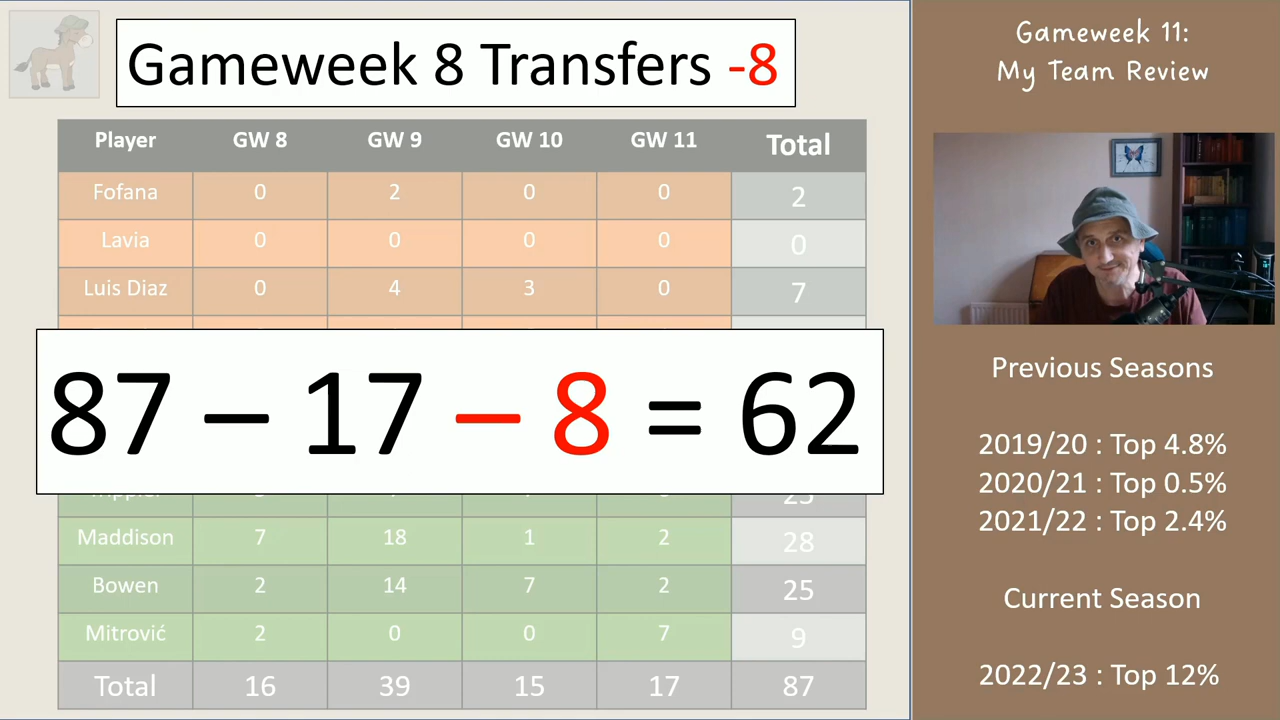 Gameweek 8 Transfers -8
Player GW 8 GW 9 GW 10 GW 11 Total
Fofana 0 2 0 0 2
Lavia 0 0 0 0 0
Luis Diaz 0 4 3 0 7
87 – 17 – 8 = 62
Maddison 7 18 1 2 28
Bowen 2 14 7 2 25
Mitrović 2 0 0 7 9
Total 16 39 15 17 87
Gameweek 11:
My Team Review
Previous Seasons
2019/20 : Top 4.8%
2020/21 : Top 0.5%
2021/22 : Top 2.4%
Current Season
2022/23 : Top 12%